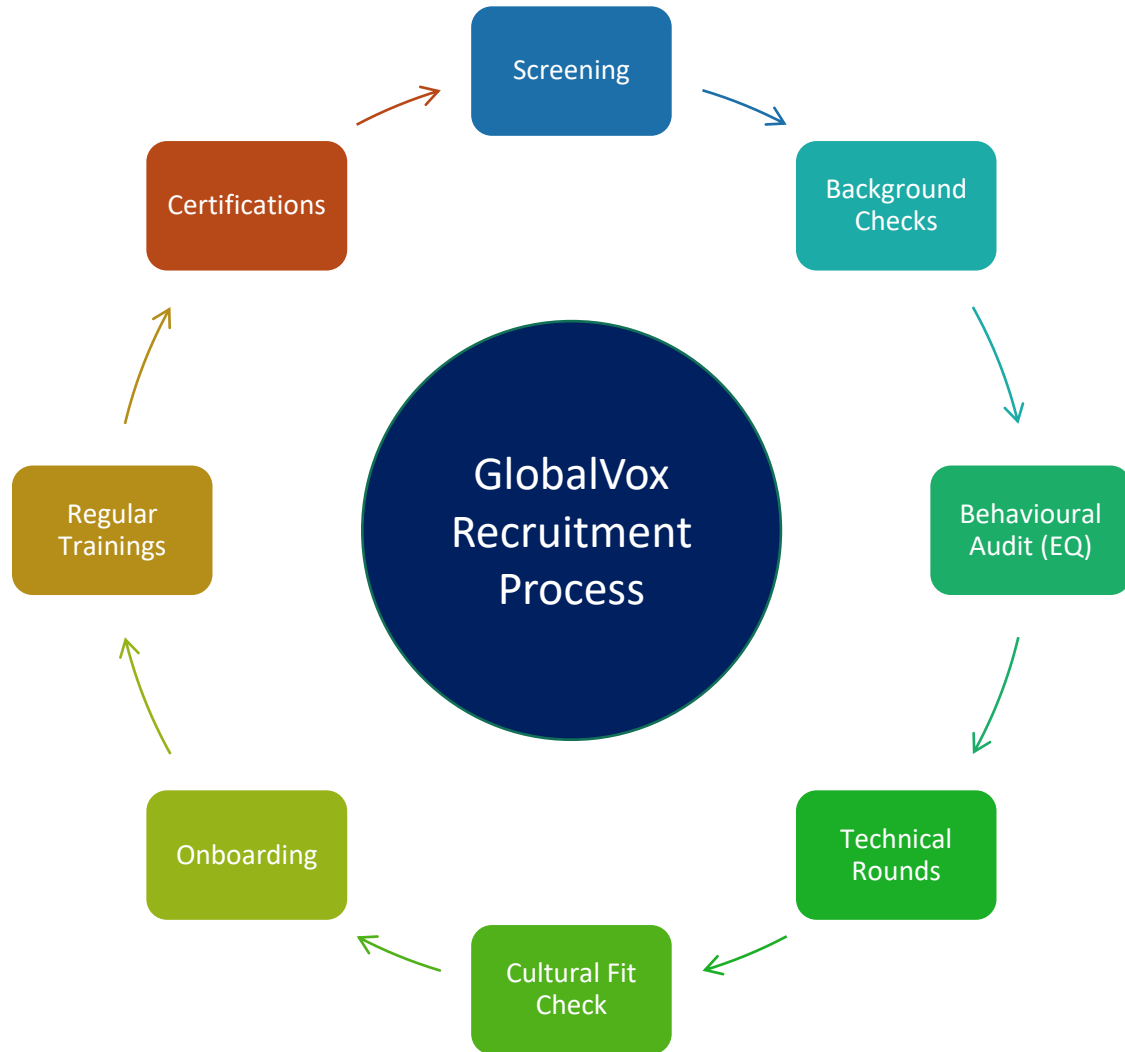 Screening
Background
Checks
Behavioural
Audit (EQ)
Technical
Rounds
Cultural Fit
Check
Onboarding
Regular
Trainings
Certifications
GlobalVox
Recruitment
Process